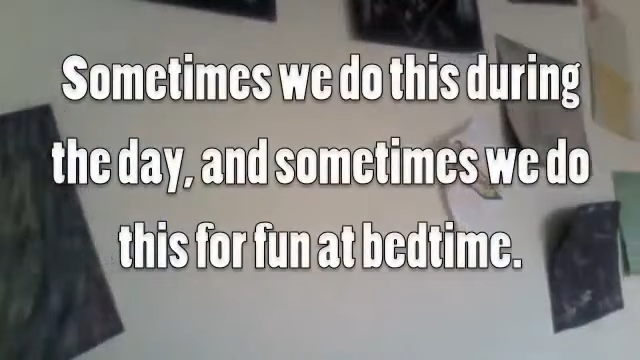 Sometimes we do this during
the day, and sometimes we do
this for fun at bedtime.